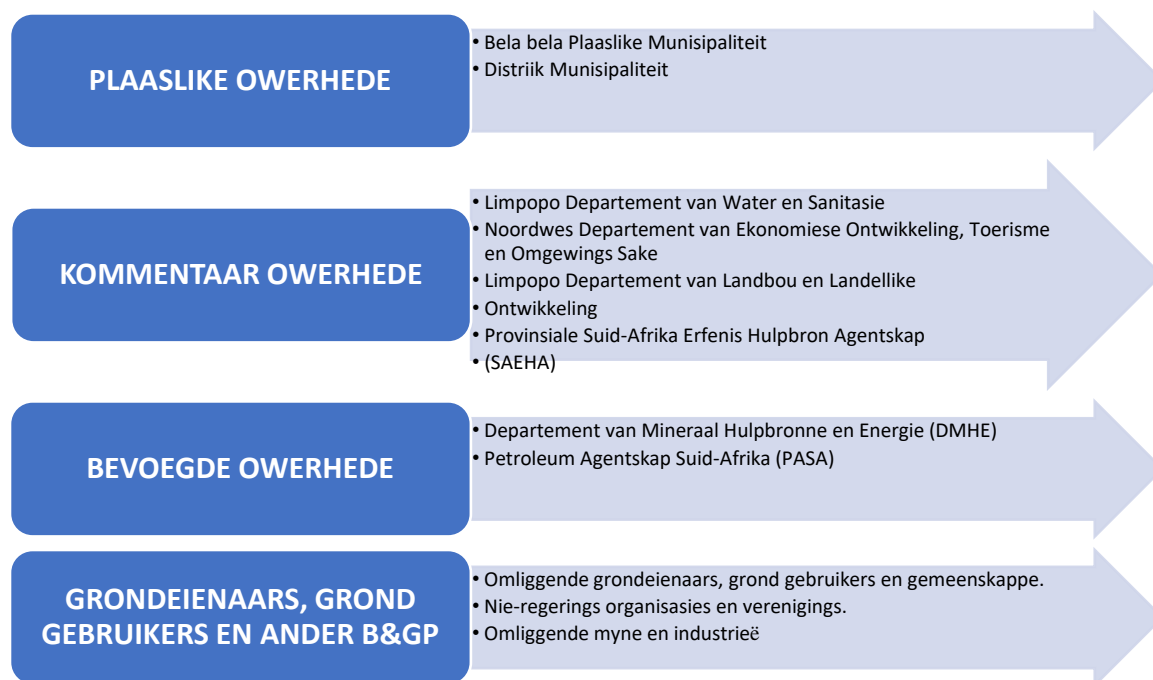 PLAASLIKE OWERHEDE
• Bela bela Plaaslike Munisipaliteit
• Distriik Munisipaliteit
KOMMENTAAR OWERHEDE
• Limpopo Departement van Water en Sanitasie
• Noordwes Departement van Ekonomiese Ontwikkeling, Toerisme
en Omgewings Sake
• Limpopo Departement van Landbou en Landellike
• Ontwikkeling
• Provinsiale Suid-Afrika Erfenis Hulpbron Agentskap
• (SAEHA)
BEVOEGDE OWERHEDE
• Departement van Mineraal Hulpbronne en Energie (DMHE)
• Petroleum Agentskap Suid-Afrika (PASA)
GRONDEIENAARS, GROND
GEBRUIKERS EN ANDER B&GP
• Omliggende grondeienaars, grond gebruikers en gemeenskappe.
• Nie-regerings organisasies en verenigings.
• Omliggende myne en industrieë